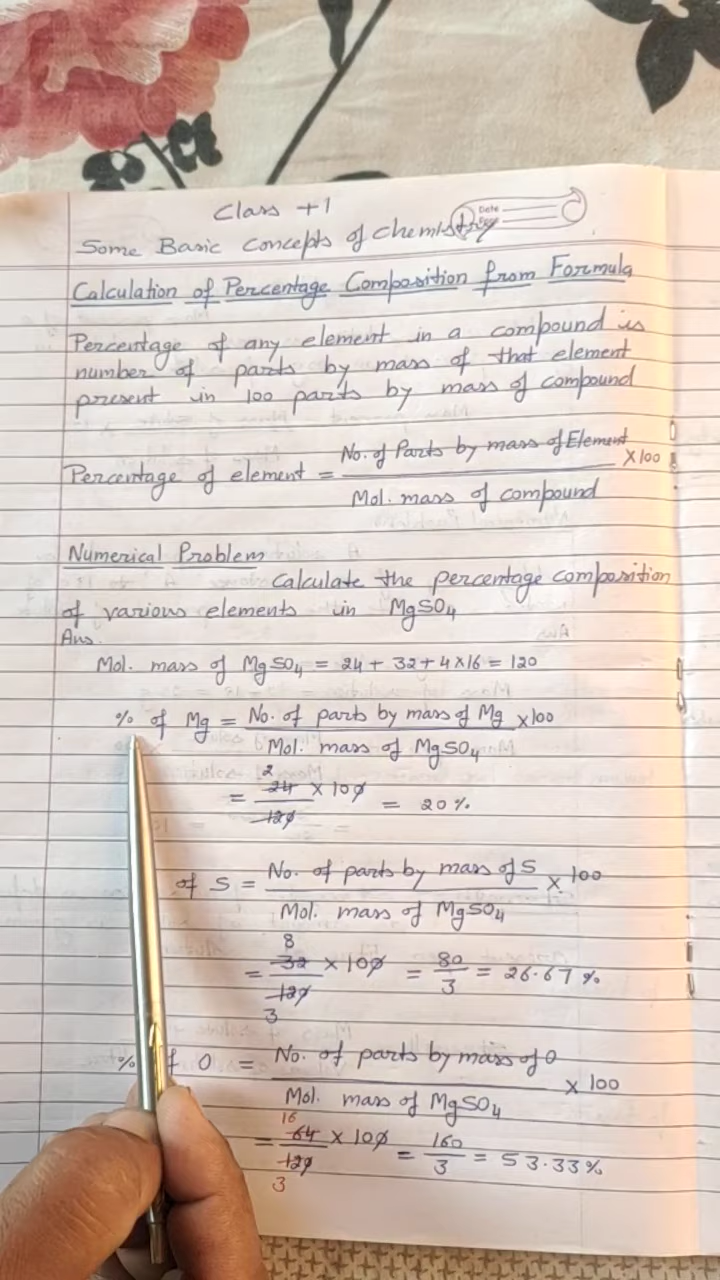 Class +1
Date
Some Basic Concepts of Chemistry
Calculation of Percentage Composition from Formula
Percentage of any element in a compound is
number of parts by mass of that element
present in 100 parts by mass of compound
Percentage of element = No. of Parts by mass of Element / Mol. mass of compound × 100
Numerical Problem
Calculate the percentage composition
of various elements in MgSO4
Ans.
Mol. mass of MgSO4 = 24 + 32 + 4 × 16 = 120
% of Mg = No. of parts by mass of Mg / Mol. mass of MgSO4 × 100
2
= 24 / 120 × 100 = 20 %
of S = No. of parts by mass of S / Mol. mass of MgSO4 × 100
8
= 32 / 120 × 100 = 80 / 3 = 26.67 %
3
% of O = No. of parts by mass of O / Mol. mass of MgSO4 × 100
16
= 64 / 120 × 100 = 160 / 3 = 53.33%
3